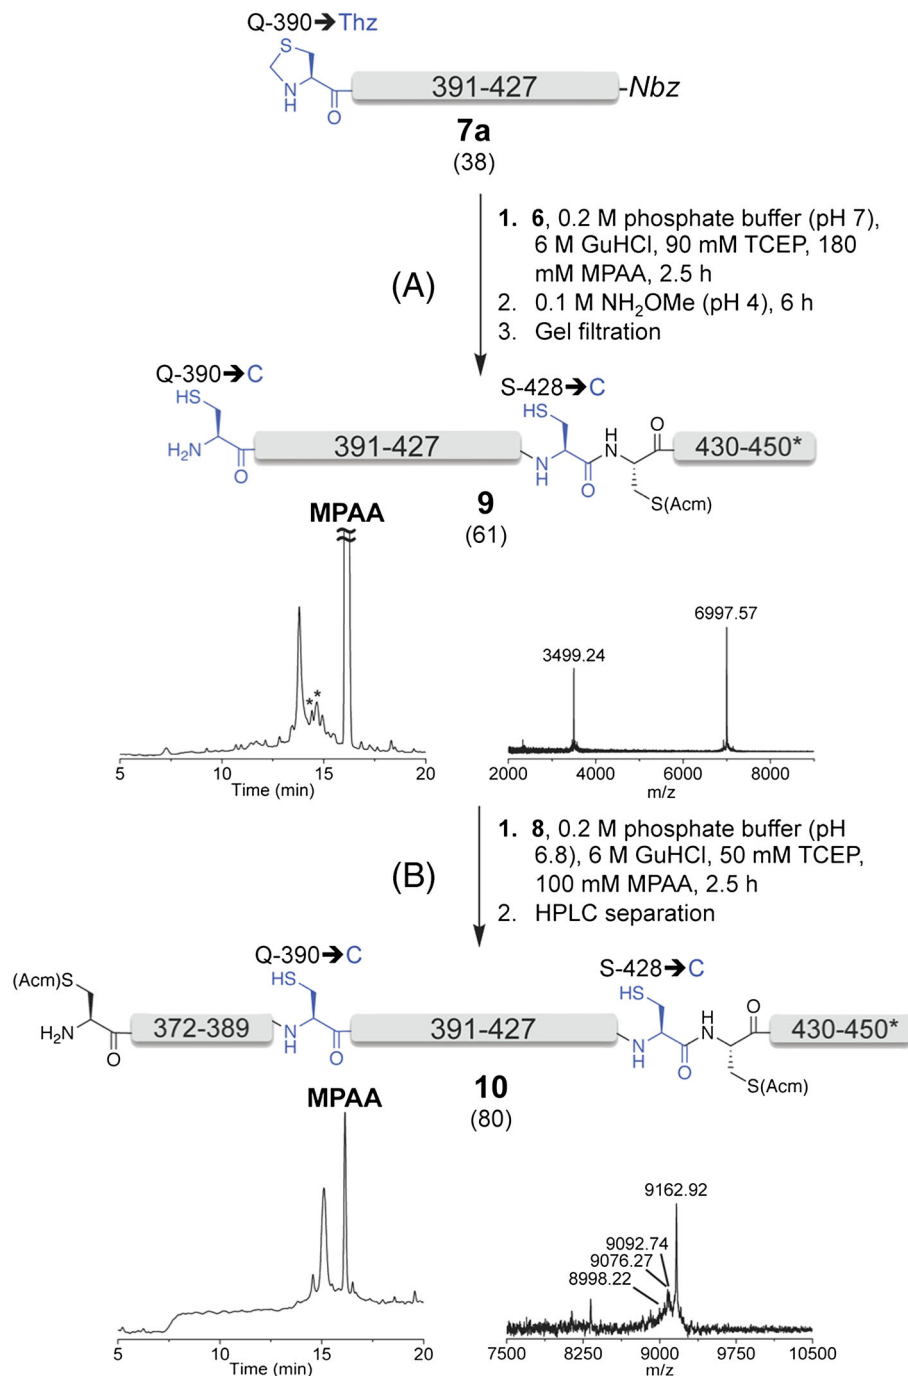 Q-390➔Thz
S
N
H
O
391-427
-Nbz
7a
(38)
(A)
1. 6, 0.2 M phosphate buffer (pH 7),
6 M GuHCl, 90 mM TCEP, 180
mM MPAA, 2.5 h
2. 0.1 M NH₂OMe (pH 4), 6 h
3. Gel filtration
Q-390➔C
HS
H₂N
O
391-427
S-428➔C
HS
N
H
O
H
N
O
S(Acm)
430-450*
9
(61)
MPAA
* *
5 10 15 20
Time (min)
3499.24
6997.57
2000 4000 6000 8000
m/z
(B)
1. 8, 0.2 M phosphate buffer (pH
6.8), 6 M GuHCl, 50 mM TCEP,
100 mM MPAA, 2.5 h
2. HPLC separation
(Acm)S
H₂N
O
372-389
Q-390➔C
HS
N
H
O
391-427
S-428➔C
HS
N
H
O
H
N
O
S(Acm)
430-450*
10
(80)
MPAA
5 10 15 20
Time (min)
9162.92
9092.74
9076.27
8998.22
7500 8250 9000 9750 10500
m/z